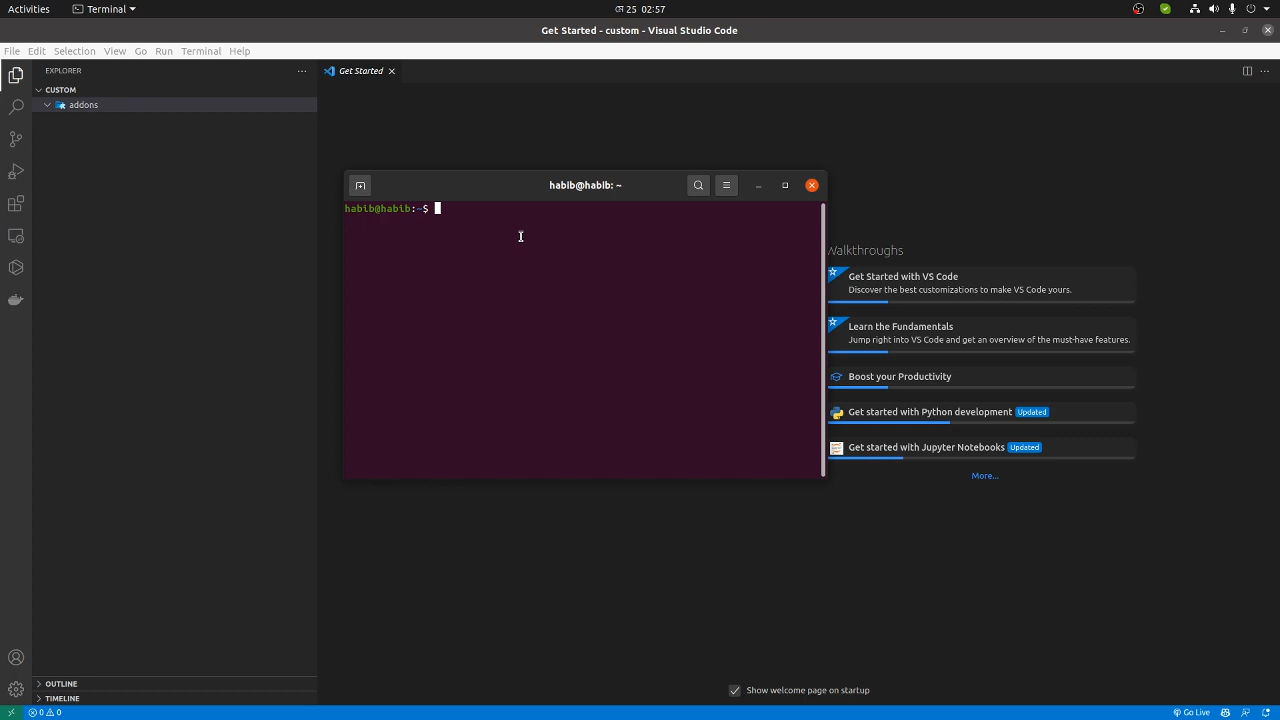 Activities
Terminal
মে 25 02:57
Get Started - custom - Visual Studio Code
File Edit Selection View Go Run Terminal Help
EXPLORER
Get Started
CUSTOM
addons
habib@habib: ~
habib@habib:~$
Walkthroughs
Get Started with VS Code
Discover the best customizations to make VS Code yours.
Learn the Fundamentals
Jump right into VS Code and get an overview of the must-have features.
Boost your Productivity
Get started with Python development Updated
Get started with Jupyter Notebooks Updated
More...
OUTLINE
Show welcome page on startup
TIMELINE
0 0
Go Live